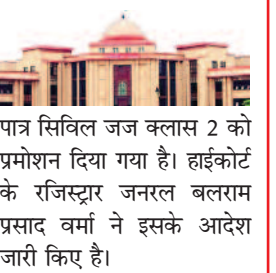 पात्र सिविल जज क्लास 2 को
प्रमोशन दिया गया है। हाईकोर्ट
के रजिस्ट्रार जनरल बलराम
प्रसाद वर्मा ने इसके आदेश
जारी किए है।